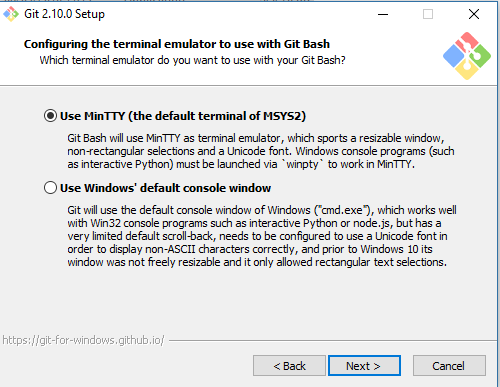 Git 2.10.0 Setup
Configuring the terminal emulator to use with Git Bash
Which terminal emulator do you want to use with your Git Bash?
Use MinTTY (the default terminal of MSYS2)
Git Bash will use MinTTY as terminal emulator, which sports a resizable window,
non-rectangular selections and a Unicode font. Windows console programs (such
as interactive Python) must be launched via `winpty` to work in MinTTY.
Use Windows' default console window
Git will use the default console window of Windows ("cmd.exe"), which works well
with Win32 console programs such as interactive Python or node.js, but has a
very limited default scroll-back, needs to be configured to use a Unicode font in
order to display non-ASCII characters correctly, and prior to Windows 10 its
window was not freely resizable and it only allowed rectangular text selections.
https://git-for-windows.github.io/
< Back
Next >
Cancel